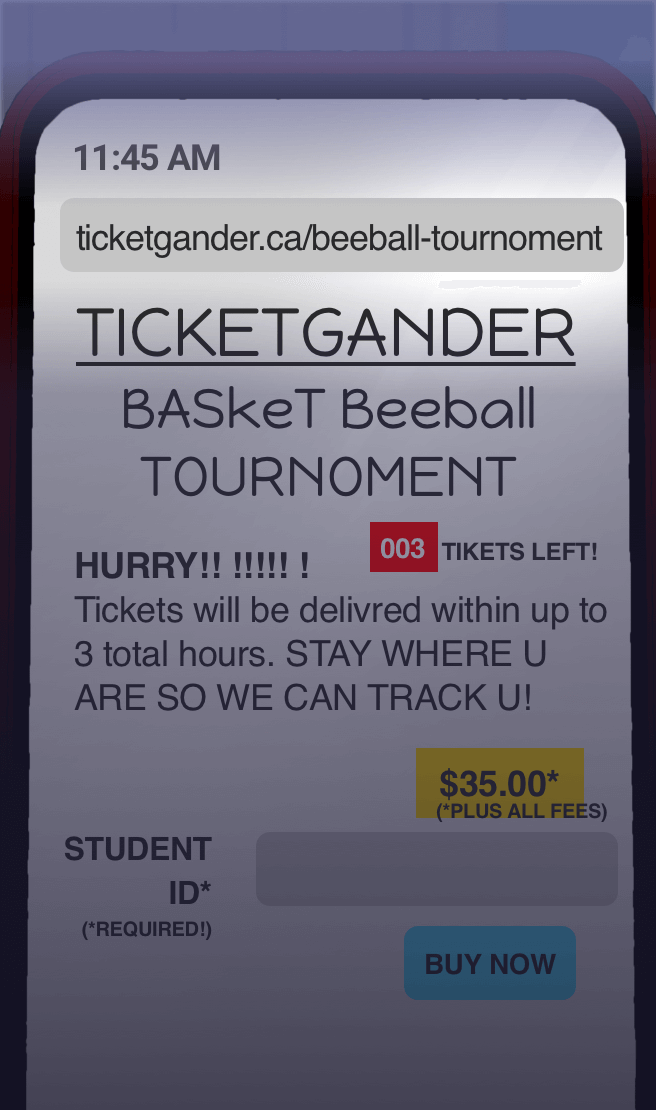 11:45 AM
ticketgander.ca/beeball-tournoment
TICKETGANDER
BASkeT Beeball
TOURNOMENT
003 TIKETS LEFT!
HURRY!! !!!!! !
Tickets will be delivred within up to
3 total hours. STAY WHERE U
ARE SO WE CAN TRACK U!
$35.00*
(*PLUS ALL FEES)
STUDENT
ID*
(*REQUIRED!)
BUY NOW